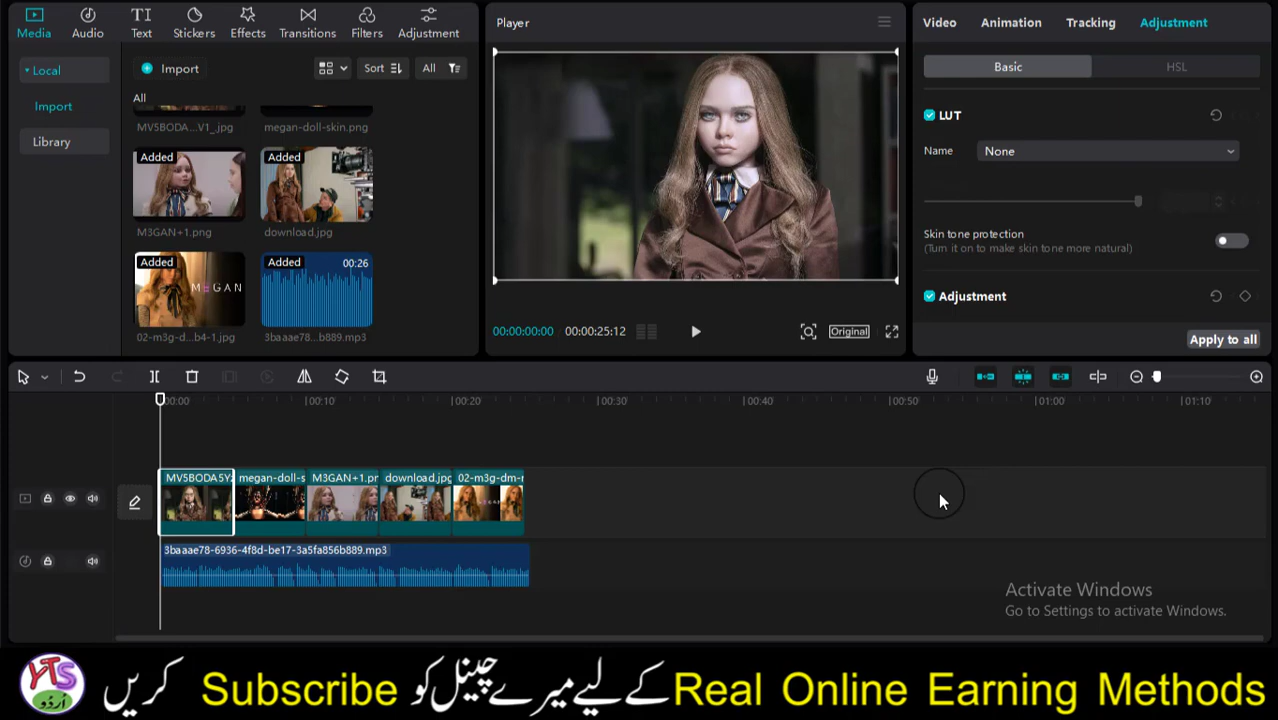 Media
Audio
Text
Stickers
Effects
Transitions
Filters
Adjustment
Local
Import
Library
Import
Sort
All
All
MV5BODA...V1_.jpg
megan-doll-skin.png
Added
Added
M3GAN+1.png
download.jpg
Added
MEGAN
Added
00:26
02-m3g-d...b4-1.jpg
3baaae78...b889.mp3
Player
00:00:00:00
00:00:25:12
Original
Video
Animation
Tracking
Adjustment
Basic
HSL
LUT
Name
None
Skin tone protection
(Turn it on to make skin tone more natural)
Adjustment
Apply to all
00:00
00:10
00:20
00:30
00:40
00:50
01:00
01:10
MV5BODA5Y
megan-doll-s
M3GAN+1.pr
download.jpg
02-m3g-dm-r
3baaae78-6936-4f8d-be17-3a5fa856b889.mp3
Activate Windows
Go to Settings to activate Windows.
YTS
اردو
Real Online Earning Methods کے لیے میرے چینل کو Subscribe کریں